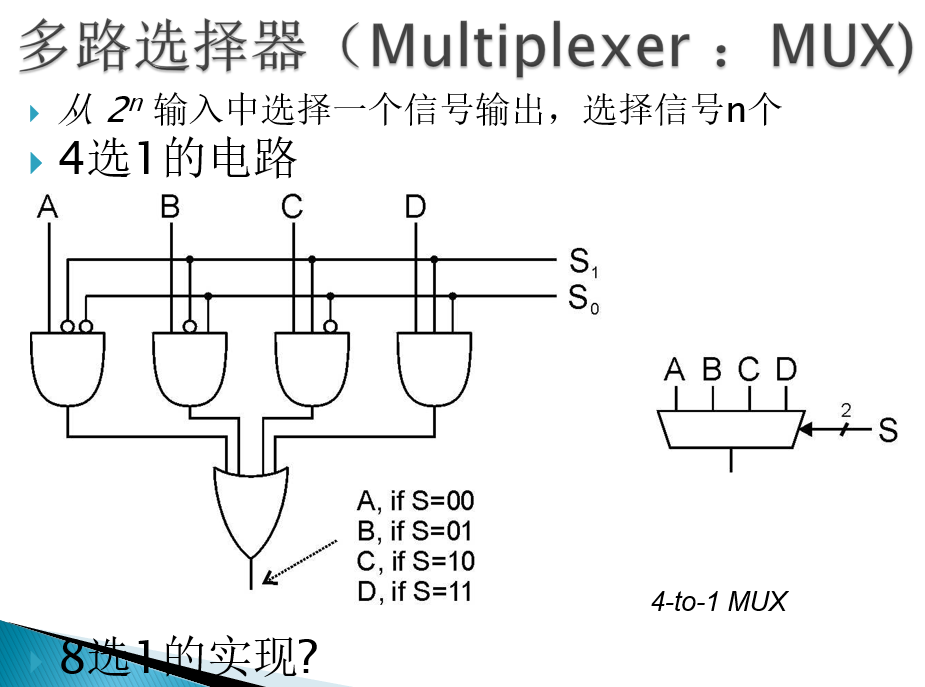 多路选择器（Multiplexer ：MUX)
从 2ⁿ 输入中选择一个信号输出，选择信号n个
4选1的电路
A B C D
S₁
S₀
A B C D
2
S
A, if S=00
B, if S=01
C, if S=10
D, if S=11
4-to-1 MUX
8选1的实现?